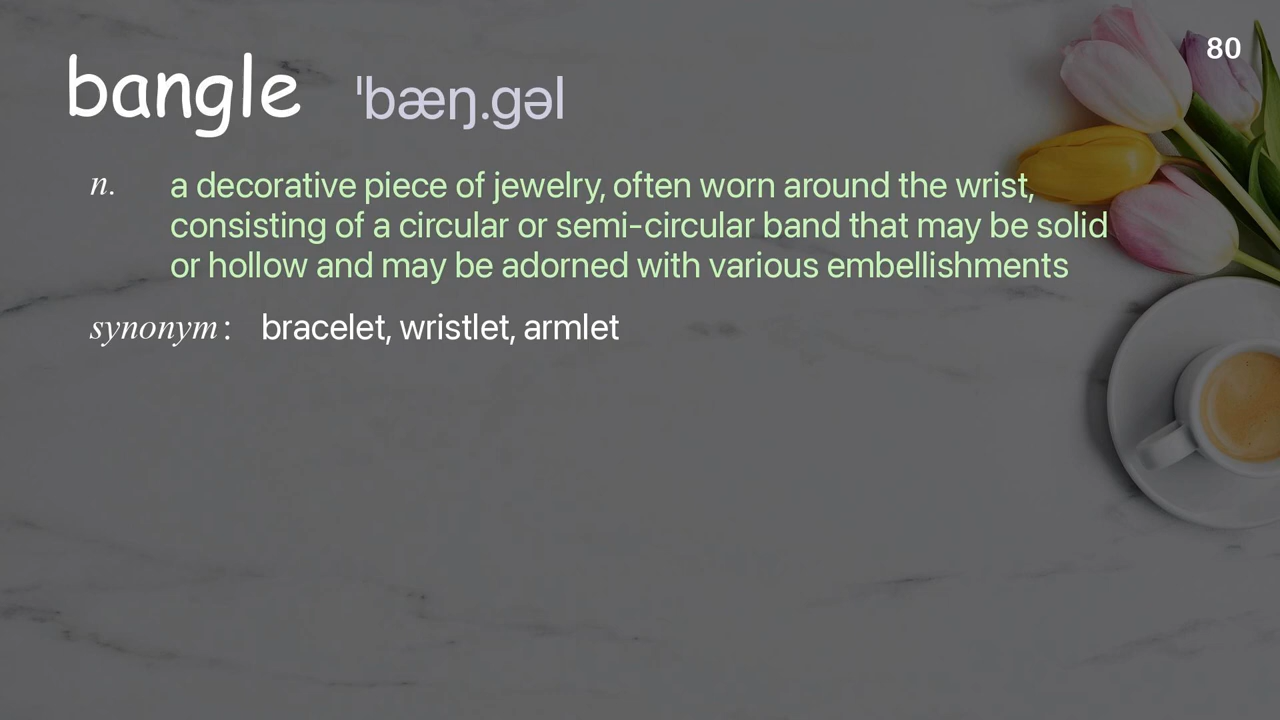 80
bangle ˈbæŋ.gəl
n. a decorative piece of jewelry, often worn around the wrist,
consisting of a circular or semi-circular band that may be solid
or hollow and may be adorned with various embellishments
synonym: bracelet, wristlet, armlet